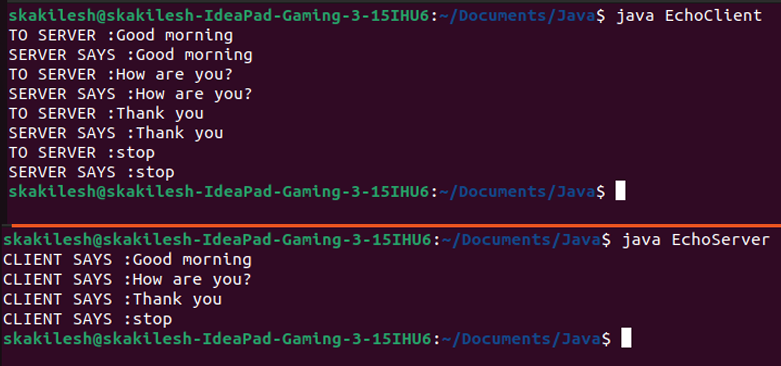 skakilesh@skakilesh-IdeaPad-Gaming-3-15IHU6:~/Documents/Java$ java EchoClient
TO SERVER :Good morning
SERVER SAYS :Good morning
TO SERVER :How are you?
SERVER SAYS :How are you?
TO SERVER :Thank you
SERVER SAYS :Thank you
TO SERVER :stop
SERVER SAYS :stop
skakilesh@skakilesh-IdeaPad-Gaming-3-15IHU6:~/Documents/Java$
skakilesh@skakilesh-IdeaPad-Gaming-3-15IHU6:~/Documents/Java$ java EchoServer
CLIENT SAYS :Good morning
CLIENT SAYS :How are you?
CLIENT SAYS :Thank you
CLIENT SAYS :stop
skakilesh@skakilesh-IdeaPad-Gaming-3-15IHU6:~/Documents/Java$